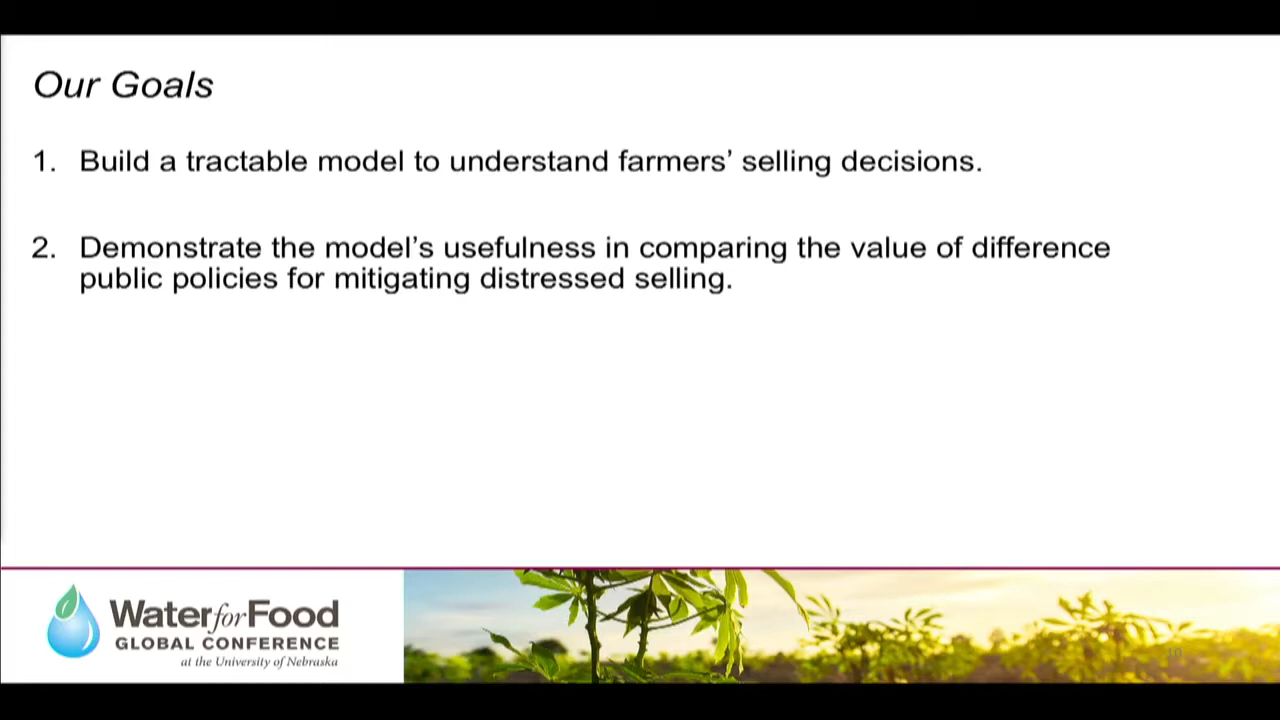 Our Goals
1. Build a tractable model to understand farmers’ selling decisions.
2. Demonstrate the model’s usefulness in comparing the value of difference
public policies for mitigating distressed selling.
Water for Food
GLOBAL CONFERENCE
at the University of Nebraska
10